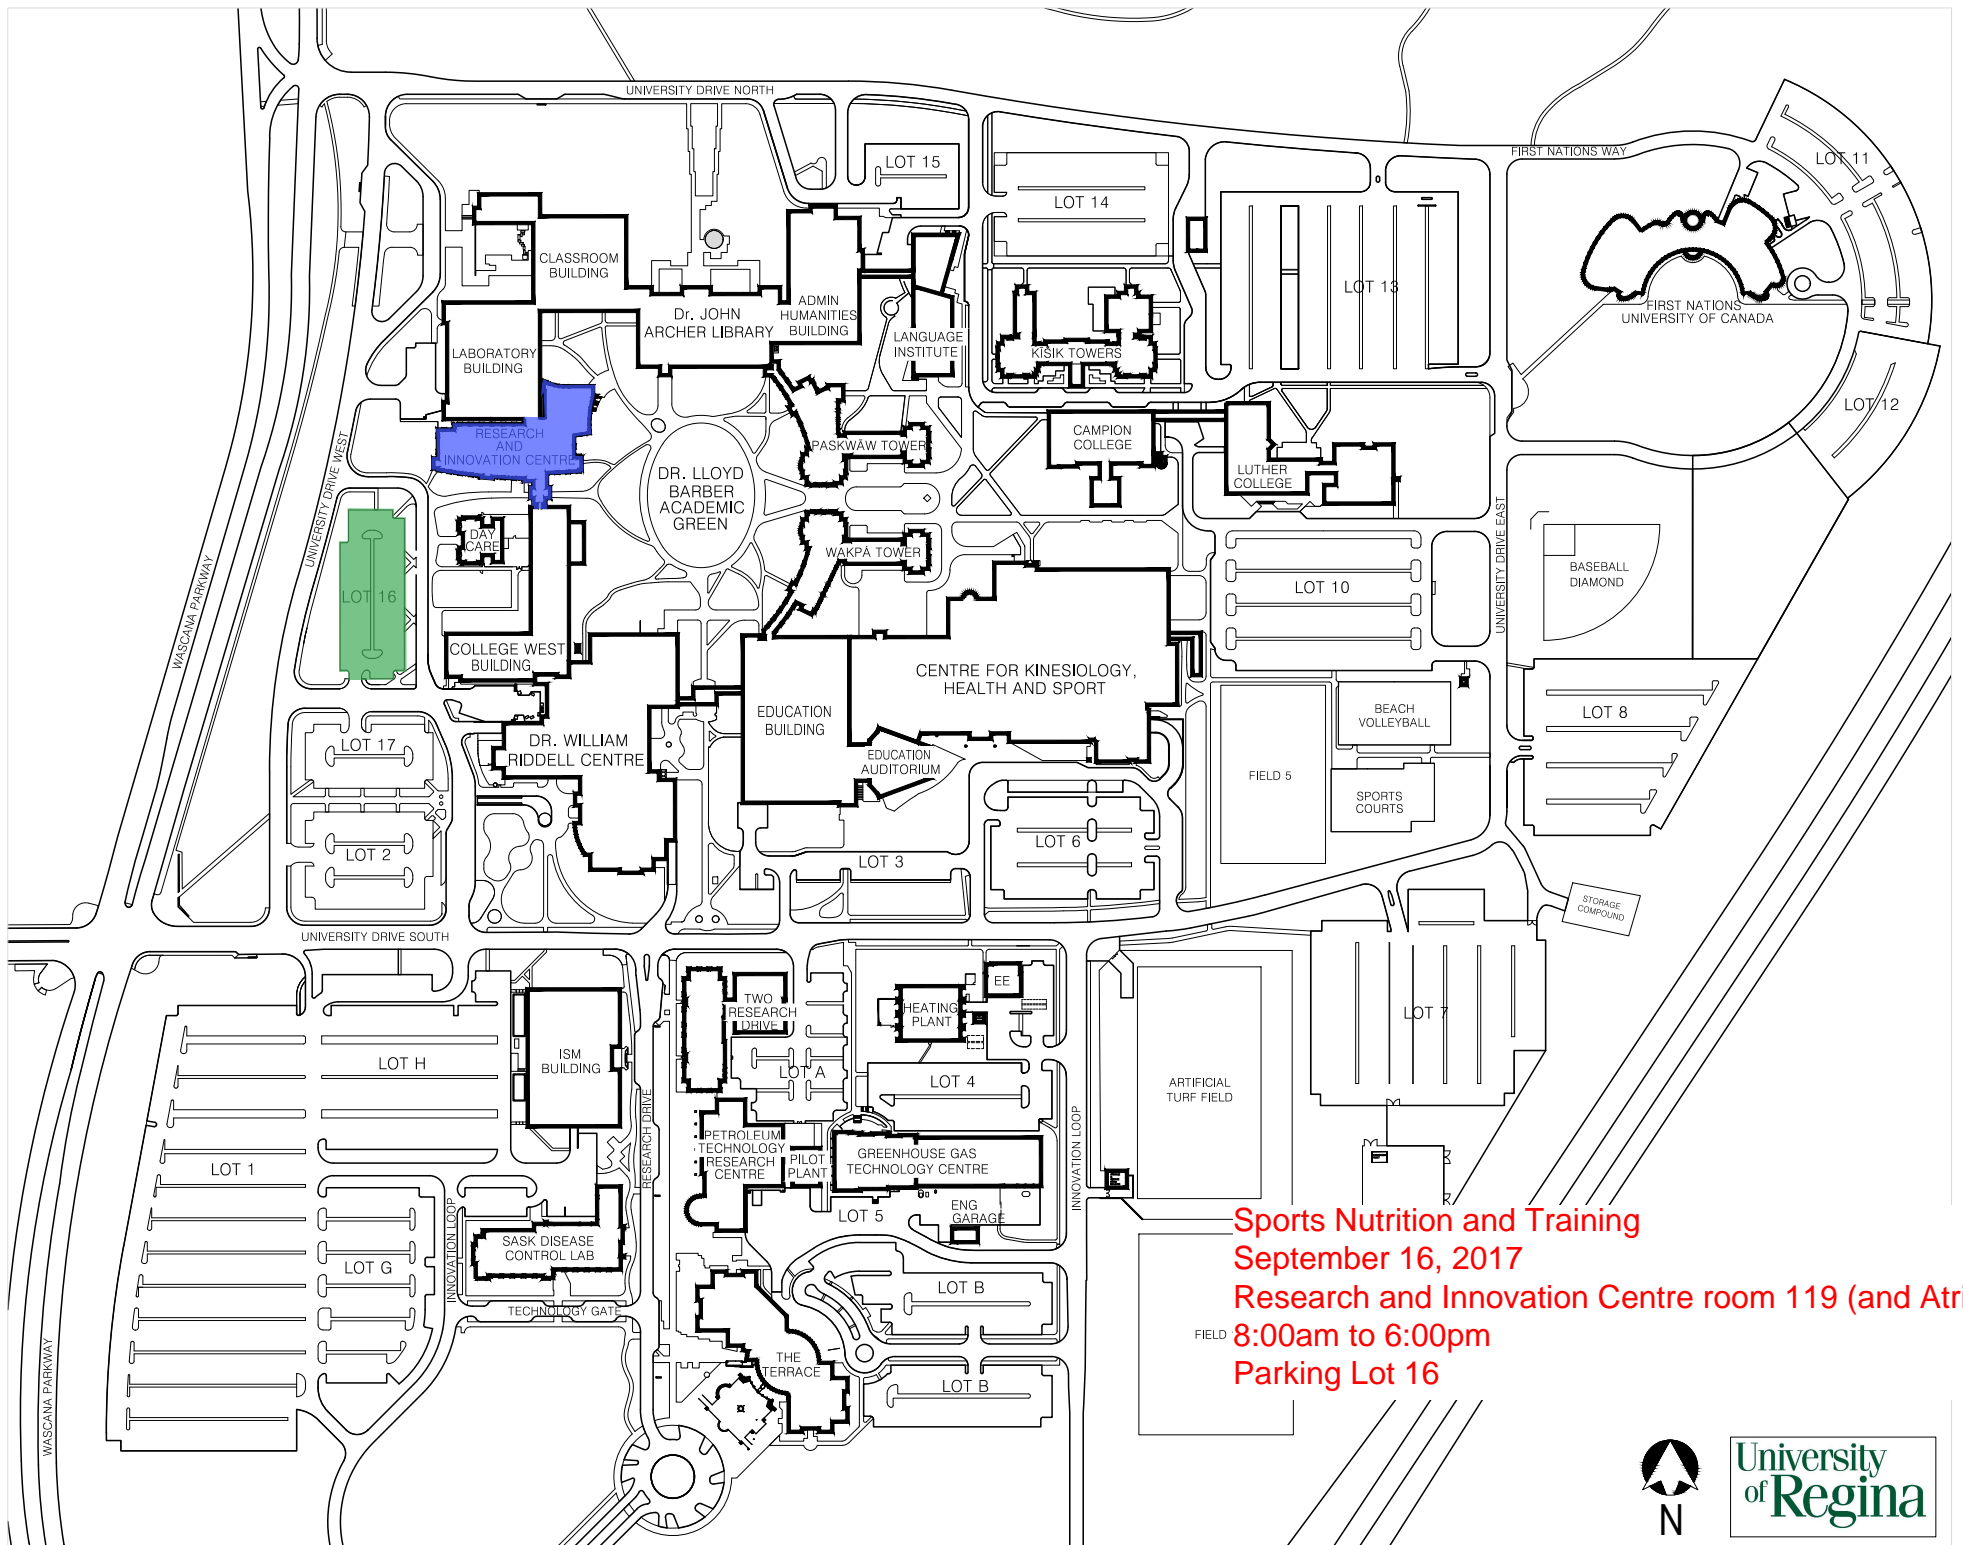 UNIVERSITY DRIVE NORTH
FIRST NATIONS WAY
LOT 11
LOT 15
LOT 14
CLASSROOM
BUILDING
LOT 13
ADMIN
HUMANITIES
BUILDING
Dr. JOHN
ARCHER LIBRARY
FIRST NATIONS
UNIVERSITY OF CANADA
LANGUAGE
INSTITUTE
KĪSIK TOWERS
LABORATORY
BUILDING
LOT 12
RESEARCH
AND
INNOVATION CENTRE
PASKWĀW TOWER
CAMPION
COLLEGE
LUTHER
COLLEGE
UNIVERSITY DRIVE WEST
DR. LLOYD
BARBER
ACADEMIC
GREEN
UNIVERSITY DRIVE EAST
DAY
CARE
WAKPĀ TOWER
BASEBALL
DIAMOND
LOT 10
LOT 16
WASCANA PARKWAY
COLLEGE WEST
BUILDING
CENTRE FOR KINESIOLOGY,
HEALTH AND SPORT
EDUCATION
BUILDING
BEACH
VOLLEYBALL
LOT 8
LOT 17
DR. WILLIAM
RIDDELL CENTRE
EDUCATION
AUDITORIUM
FIELD 5
SPORTS
COURTS
LOT 2
LOT 3
LOT 6
STORAGE
COMPOUND
UNIVERSITY DRIVE SOUTH
TWO
RESEARCH
DRIVE
EE
HEATING
PLANT
LOT 7
ISM
BUILDING
LOT H
LOT A
LOT 4
ARTIFICIAL
TURF FIELD
RESEARCH DRIVE
INNOVATION LOOP
PETROLEUM
TECHNOLOGY
RESEARCH
CENTRE
PILOT
PLANT
GREENHOUSE GAS
TECHNOLOGY CENTRE
LOT 1
LOT 5
ENG
GARAGE
INNOVATION LOOP
SASK DISEASE
CONTROL LAB
LOT G
LOT B
TECHNOLOGY GATE
THE
TERRACE
LOT B
WASCANA PARKWAY
FIELD
Sports Nutrition and Training
September 16, 2017
Research and Innovation Centre room 119 (and Atri
8:00am to 6:00pm
Parking Lot 16
N
University
of Regina